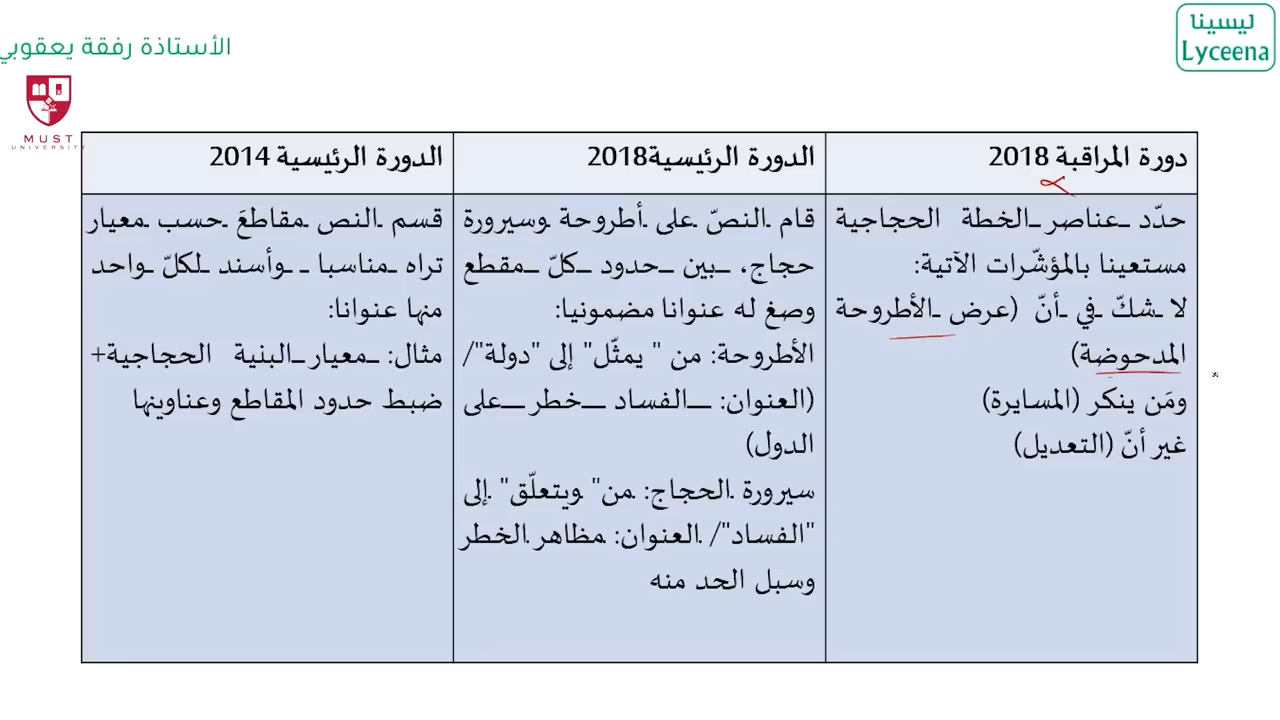 ليسينا
Lyceena
الأستاذة رفقة يعقوبي
MUST
UNIVERSITY
دورة المراقبة 2018
حدّد عناصر الخطة الحجاجية
مستعينا بالمؤشّرات الآتية:
لا شكّ في أنّ (عرض الأطروحة
المدحوضة)
ومَن ينكر (المسايرة)
غير أنّ (التعديل)
الدورة الرئيسية2018
قام النصّ على أطروحة وسيرورة
حجاج، بين حدود كلّ مقطع
وصغ له عنوانا مضمونيا:
الأطروحة: من " يمثّل" إلى "دولة"/
(العنوان: الفساد خطر على
الدول)
سيرورة الحجاج: من" ويتعلّق" إلى
"الفساد"/ العنوان: مظاهر الخطر
وسبل الحد منه
الدورة الرئيسية 2014
قسم النص مقاطعَ حسب معيار
تراه مناسبا وأسند لكلّ واحد
منها عنوانا:
مثال: معيار البنية الحجاجية+
ضبط حدود المقاطع وعناوينها